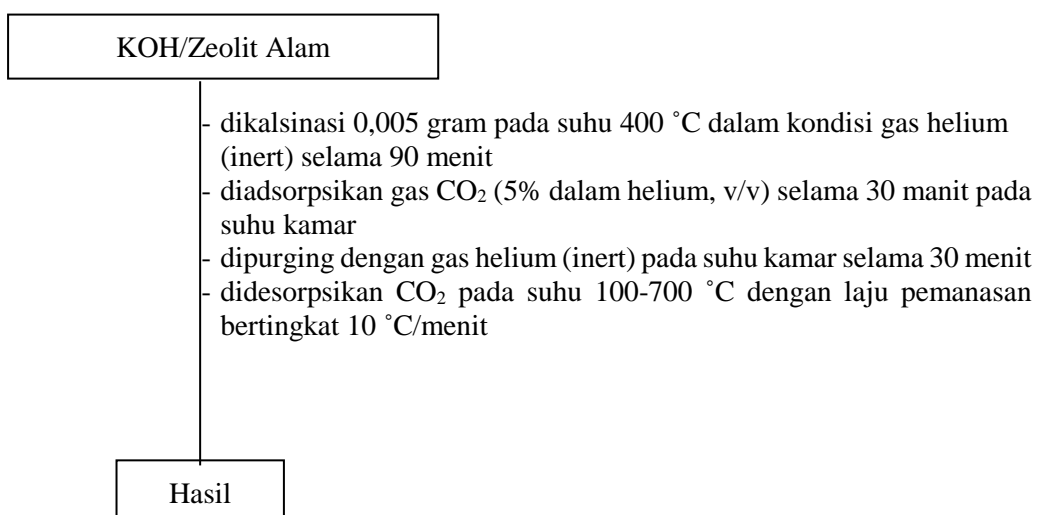 KOH/Zeolit Alam
- dikalsinasi 0,005 gram pada suhu 400 ˚C dalam kondisi gas helium
(inert) selama 90 menit
- diadsorpsikan gas CO₂ (5% dalam helium, v/v) selama 30 manit pada
suhu kamar
- dipurging dengan gas helium (inert) pada suhu kamar selama 30 menit
- didesorpsikan CO₂ pada suhu 100-700 ˚C dengan laju pemanasan
bertingkat 10 ˚C/menit
Hasil